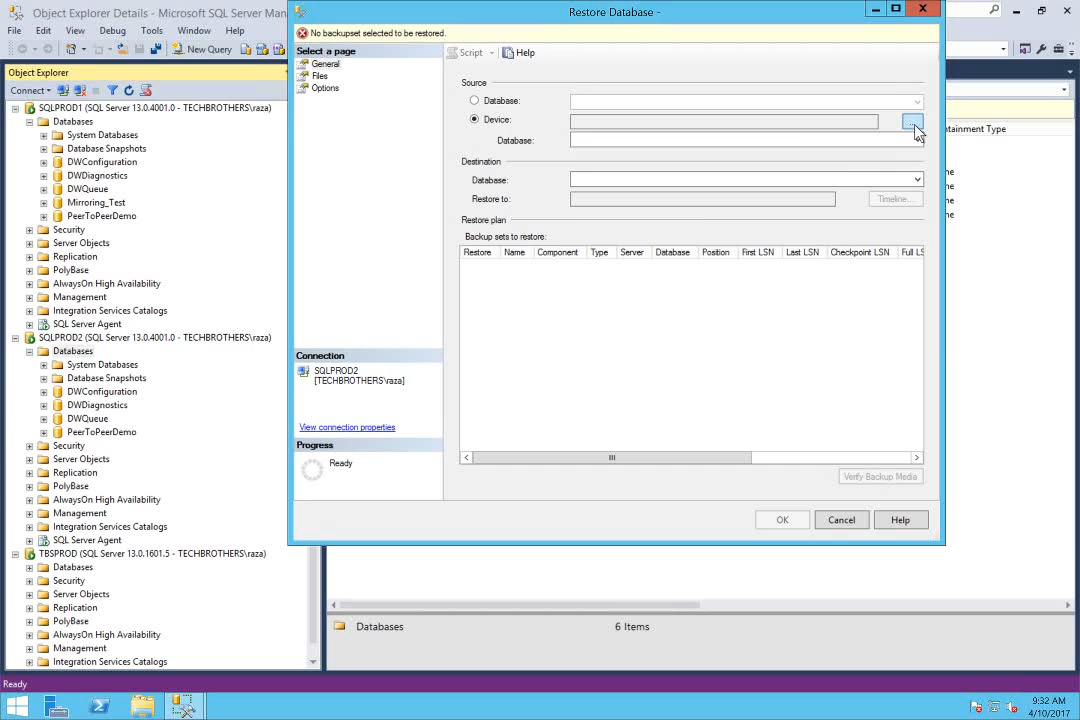 Object Explorer Details - Microsoft SQL Server Man
File Edit View Debug Tools Window Help
New Query
Object Explorer
Connect
SQLPROD1 (SQL Server 13.0.4001.0 - TECHBROTHERS\raza)
Databases
System Databases
Database Snapshots
DWConfiguration
DWDiagnostics
DWQueue
Mirroring_Test
PeerToPeerDemo
Security
Server Objects
Replication
PolyBase
AlwaysOn High Availability
Management
Integration Services Catalogs
SQL Server Agent
SQLPROD2 (SQL Server 13.0.4001.0 - TECHBROTHERS\raza)
Databases
System Databases
Database Snapshots
DWConfiguration
DWDiagnostics
DWQueue
PeerToPeerDemo
Security
Server Objects
Replication
PolyBase
AlwaysOn High Availability
Management
Integration Services Catalogs
SQL Server Agent
TBSPROD (SQL Server 13.0.1601.5 - TECHBROTHERS\raza)
Databases
Security
Server Objects
Replication
PolyBase
AlwaysOn High Availability
Management
Integration Services Catalogs
Restore Database -
No backupset selected to be restored.
Select a page
General
Files
Options
Connection
SQLPROD2
[TECHBROTHERS\raza]
View connection properties
Progress
Ready
Script Help
Source
Database:
Device:
...
Database:
Destination
Database:
Restore to:
Timeline...
Restore plan
Backup sets to restore:
Restore Name Component Type Server Database Position First LSN Last LSN Checkpoint LSN Full LS
Verify Backup Media
OK Cancel Help
tainment Type
ne
ne
ne
ne
Databases 6 Items
Ready
9:32 AM
4/10/2017